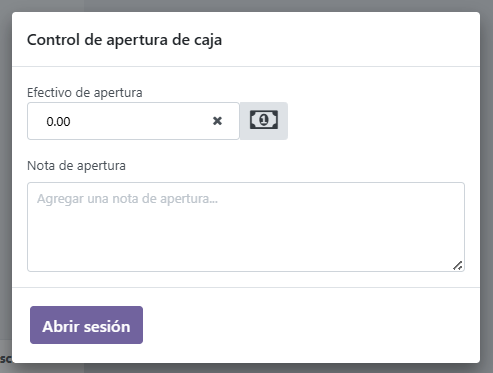 Control de apertura de caja
Efectivo de apertura
0.00
Nota de apertura
Agregar una nota de apertura...
Abrir sesión
sc